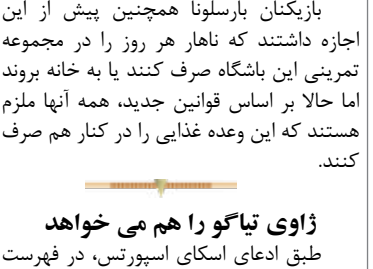 بازیکنان بارسلونا همچنین پیش از این
اجازه داشتند که ناهار هر روز را در مجموعه
تمرینی این باشگاه صرف کنند یا به خانه بروند
اما حالا بر اساس قوانین جدید، همه آنها ملزم
هستند که این وعده غذایی را در کنار هم صرف
کنند.
ژاوی تیاگو را هم می خواهد
طبق ادعای اسکای اسپورتس، در فهرست